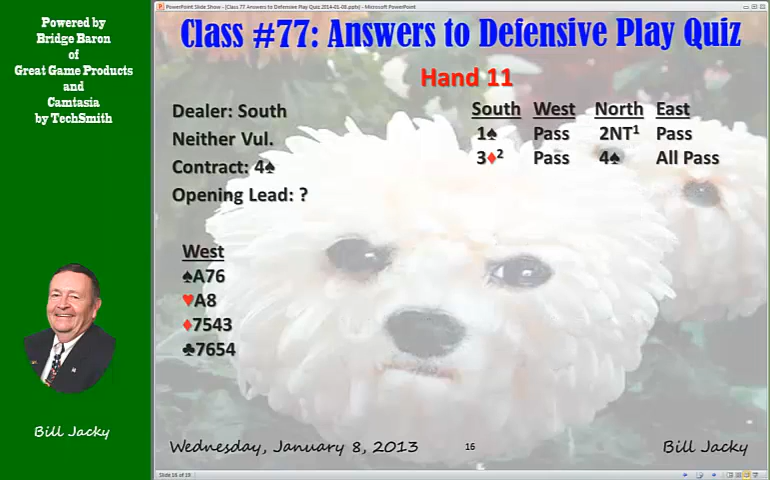 PowerPoint Slide Show - [Class 77 Answers to Defensive Play Quiz.2014-01-08.pptx] - Microsoft PowerPoint
Powered by
Bridge Baron
of
Great Game Products
and
Camtasia
by TechSmith
Class #77: Answers to Defensive Play Quiz
Hand 11
Dealer: South
Neither Vul.
Contract: 4♠
Opening Lead: ?
South West North East
1♠ Pass 2NT¹ Pass
3♦² Pass 4♠ All Pass
West
♠A76
♥A8
♦7543
♣7654
Bill Jacky
Wednesday, January 8, 2013 16 Bill Jacky
Slide 16 of 19